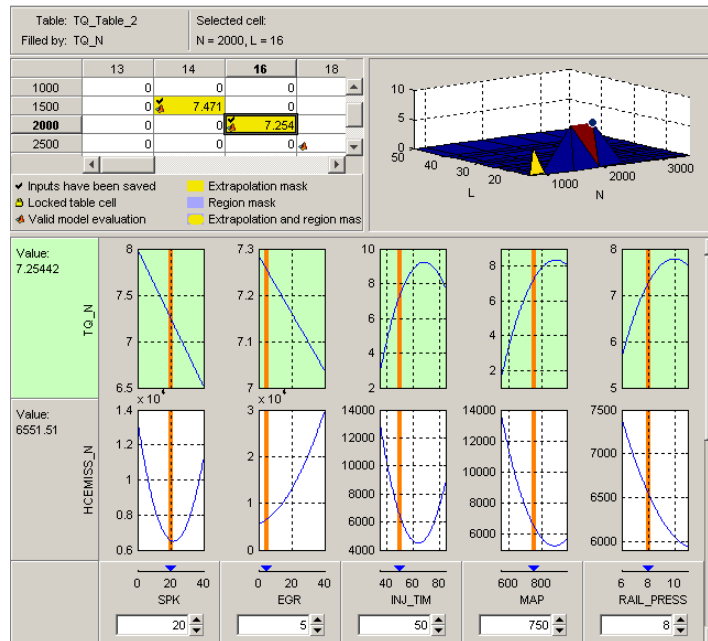 Table: TQ_Table_2
Filled by: TQ_N
Selected cell:
N = 2000, L = 16
13 14 16 18
1000 0 0 0 0
1500 0 7.471 0 0
2000 0 0 7.254 0
2500 0 0 0
Inputs have been saved
Locked table cell
Valid model evaluation
Extrapolation mask
Region mask
Extrapolation and region mas
10
5
0
50 40 30 20
L
1000 2000 3000
N
Value:
7.25442
TQ_N
8
7.5
7
6.5
7.3
7.2
7.1
7
10
8
6
4
2
8
6
4
2
8
7
6
5
Value:
6551.51
HCEMISS_N
x 10⁴
1.4
1.2
1
0.8
0.6
x 10⁴
3
2
1
0
14000
12000
10000
8000
6000
4000
14000
12000
10000
8000
6000
7500
7000
6500
6000
0 20 40
SPK
20
0 20 40
EGR
5
40 60 80
INJ_TIM
50
600 800
MAP
750
6 8 10
RAIL_PRESS
8